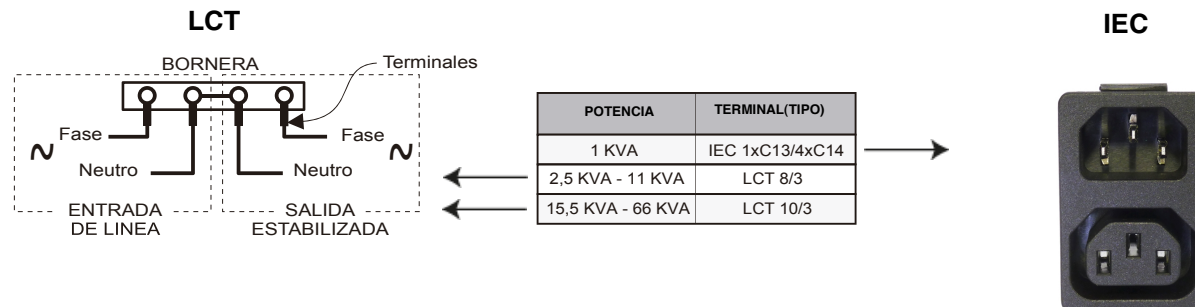 LCT
BORNERA
Terminales
Fase
Fase
Neutro
Neutro
ENTRADA
DE LINEA
SALIDA
ESTABILIZADA
POTENCIA TERMINAL(TIPO)
1 KVA IEC 1xC13/4xC14
2,5 KVA - 11 KVA LCT 8/3
15,5 KVA - 66 KVA LCT 10/3
IEC